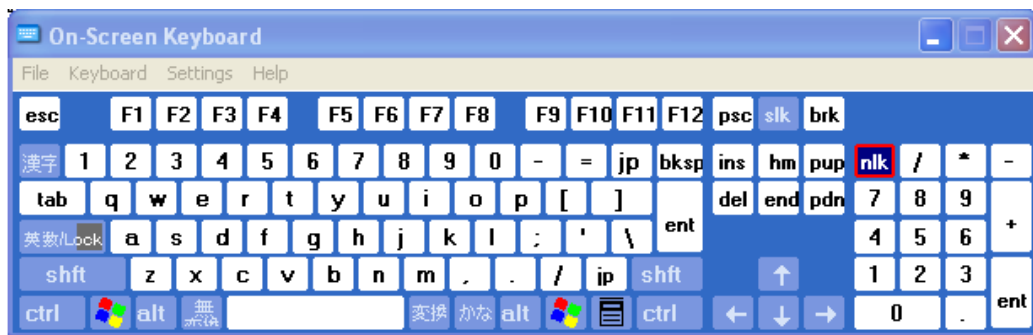 On-Screen Keyboard
File Keyboard Settings Help
esc F1 F2 F3 F4 F5 F6 F7 F8 F9 F10 F11 F12 psc slk brk
漢字 1 2 3 4 5 6 7 8 9 0 - = jp bksp ins hm pup nlk / * -
tab q w e r t y u i o p [ ] ent del end pdn 7 8 9 +
英数/Lock a s d f g h j k l ; ' \ 4 5 6
shft z x c v b n m , . / jp shft ↑ 1 2 3 ent
ctrl alt 無 alt 変換 かな ctrl ← ↓ → 0 .